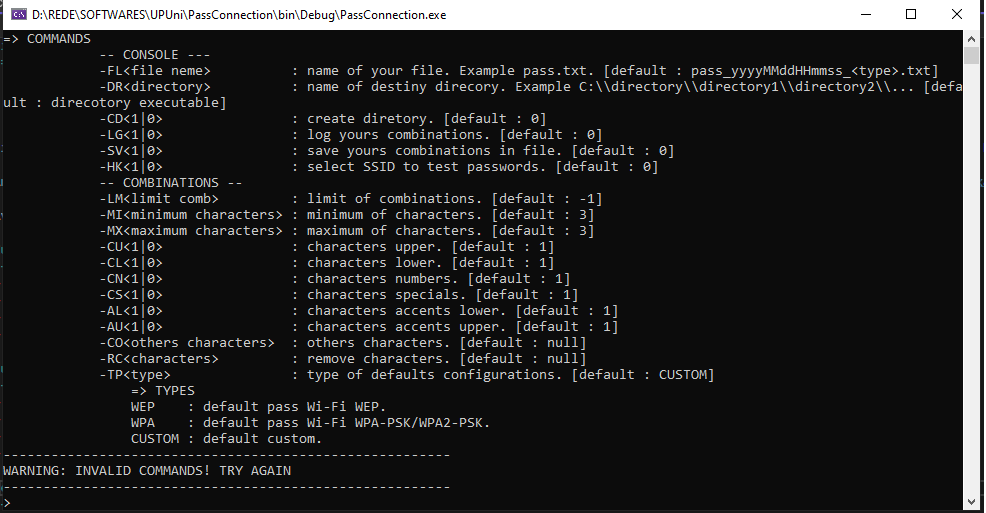 D:\REDE\SOFTWARES\UPUni\PassConnection\bin\Debug\PassConnection.exe
=> COMMANDS
-- CONSOLE ---
-FL<file neme> : name of your file. Example pass.txt. [default : pass_yyyyMMddHHmmss_<type>.txt]
-DR<directory> : name of destiny direcory. Example C:\\directory\\directory1\\directory2\\... [defa
ult : direcotory executable]
-CD<1|0> : create diretory. [default : 0]
-LG<1|0> : log yours combinations. [default : 0]
-SV<1|0> : save yours combinations in file. [default : 0]
-HK<1|0> : select SSID to test passwords. [default : 0]
-- COMBINATIONS --
-LM<limit comb> : limit of combinations. [default : -1]
-MI<minimum characters> : minimum of characters. [default : 3]
-MX<maximum characters> : maximum of characters. [default : 3]
-CU<1|0> : characters upper. [default : 1]
-CL<1|0> : characters lower. [default : 1]
-CN<1|0> : characters numbers. [default : 1]
-CS<1|0> : characters specials. [default : 1]
-AL<1|0> : characters accents lower. [default : 1]
-AU<1|0> : characters accents upper. [default : 1]
-CO<others characters> : others characters. [default : null]
-RC<characters> : remove characters. [default : null]
-TP<type> : type of defaults configurations. [default : CUSTOM]
=> TYPES
WEP : default pass Wi-Fi WEP.
WPA : default pass Wi-Fi WPA-PSK/WPA2-PSK.
CUSTOM : default custom.
--------------------------------------------------------
WARNING: INVALID COMMANDS! TRY AGAIN
--------------------------------------------------------
>